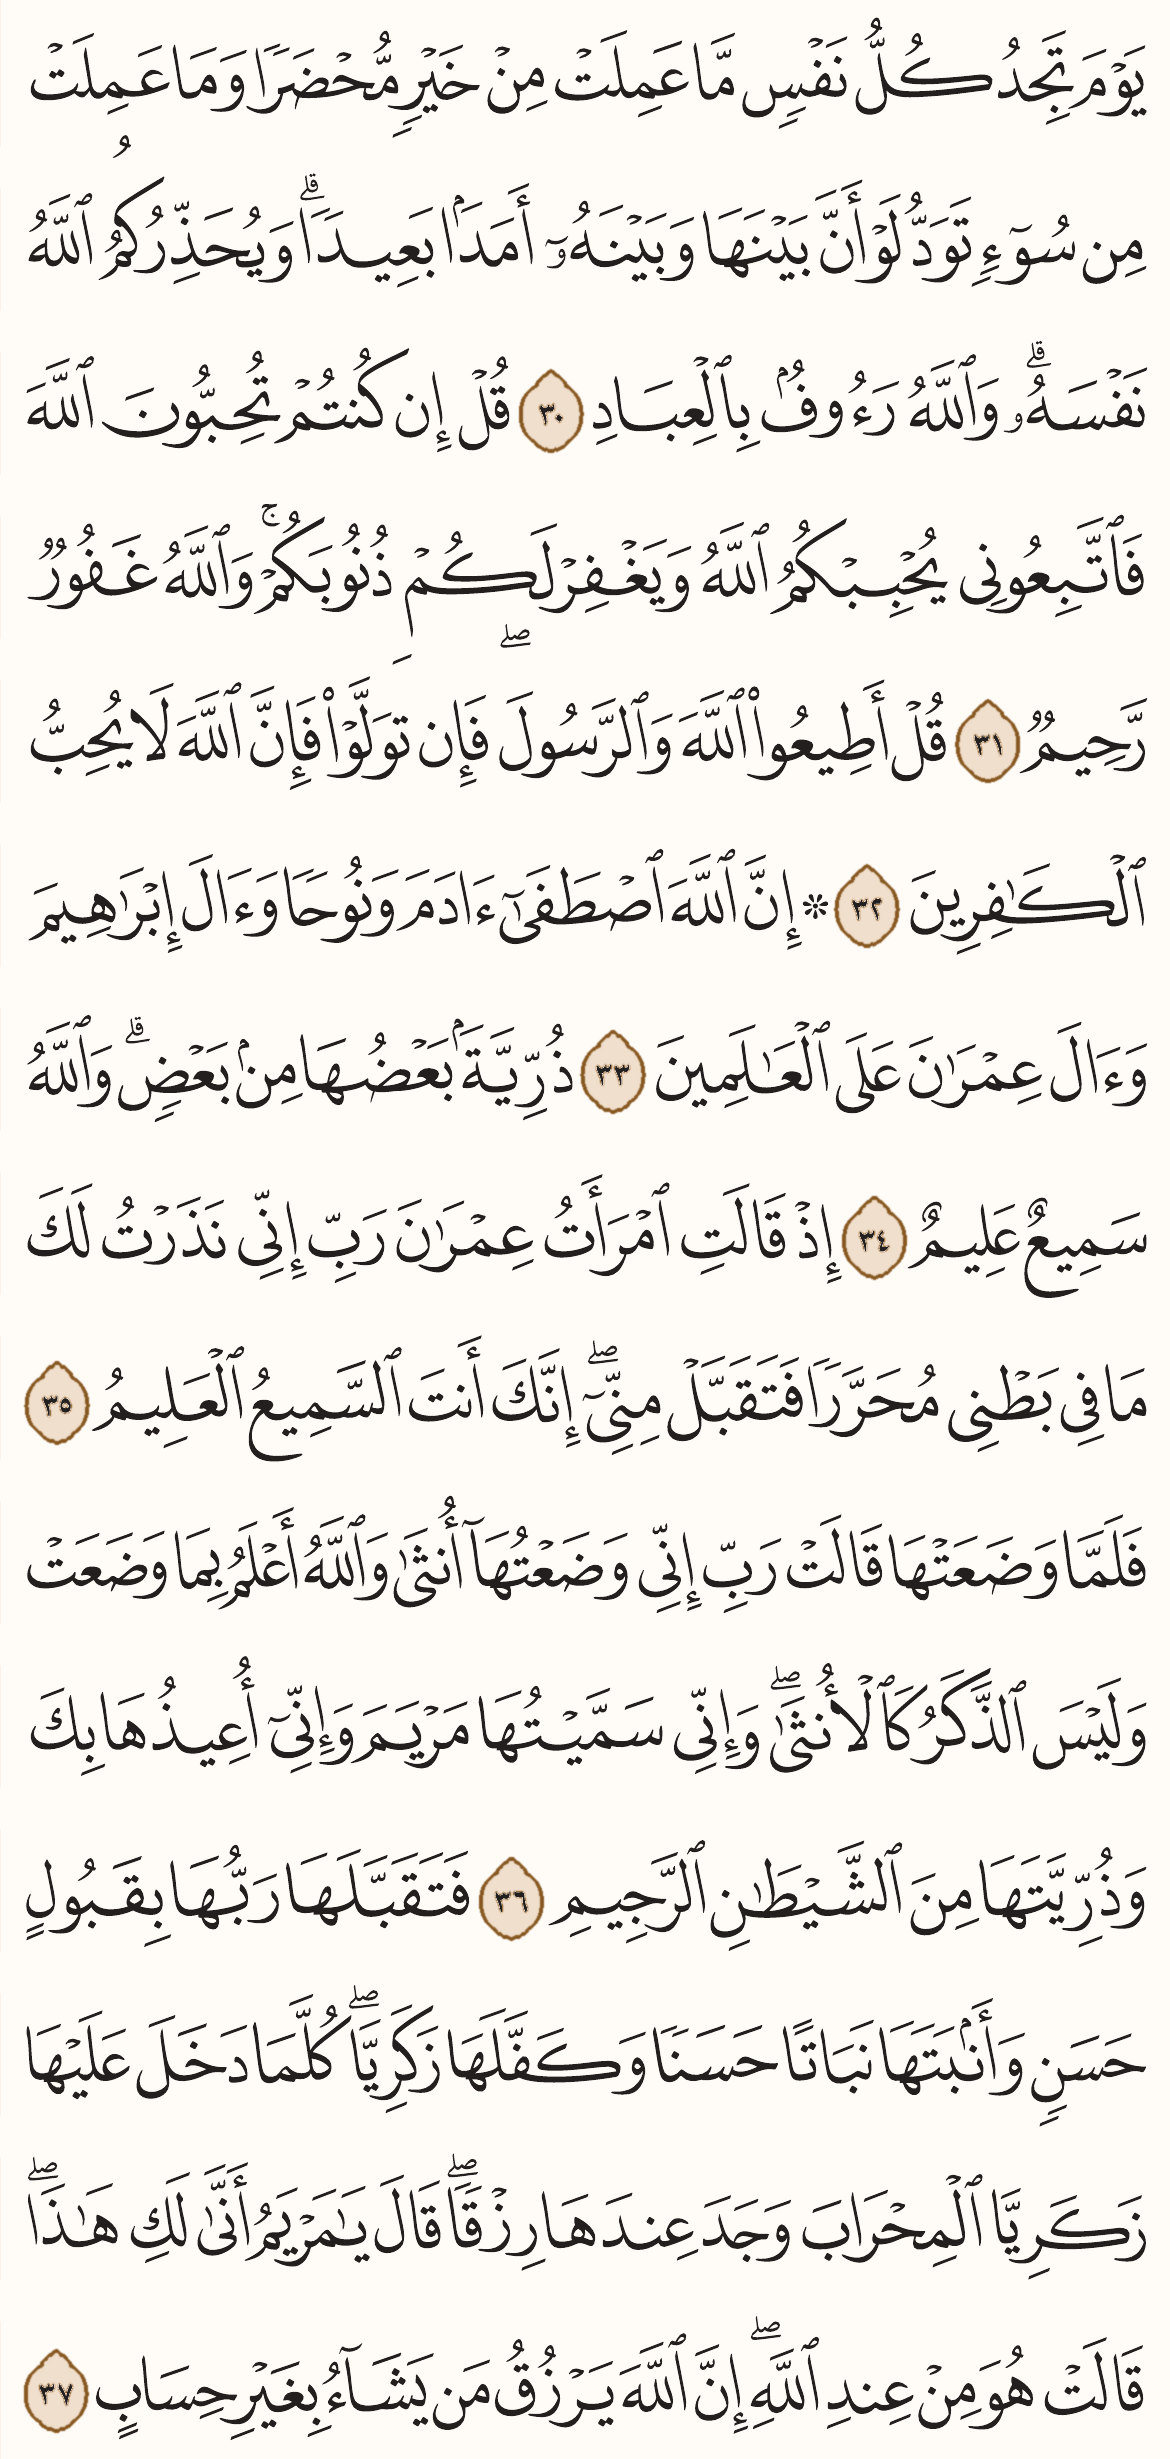 يَوْمَ تَجِدُ كُلُّ نَفْسٍ مَّا عَمِلَتْ مِنْ خَيْرٍ مُّحْضَرًا وَمَا عَمِلَتْ
مِن سُوٓءٍ تَوَدُّ لَوْ أَنَّ بَيْنَهَا وَبَيْنَهُۥٓ أَمَدًۢا بَعِيدًا ۗ وَيُحَذِّرُكُمُ ٱللَّهُ
نَفْسَهُۥ ۗ وَٱللَّهُ رَءُوفٌۢ بِٱلْعِبَادِ ٣٠ قُلْ إِن كُنتُمْ تُحِبُّونَ ٱللَّهَ
فَٱتَّبِعُونِى يُحْبِبْكُمُ ٱللَّهُ وَيَغْفِرْ لَكُمْ ذُنُوبَكُمْ ۚ وَٱللَّهُ غَفُورٌ
رَّحِيمٌ ٣١ قُلْ أَطِيعُوا۟ ٱللَّهَ وَٱلرَّسُولَ ۖ فَإِن تَوَلَّوْا۟ فَإِنَّ ٱللَّهَ لَا يُحِبُّ
ٱلْكَـٰفِرِينَ ٣٢ ۞ إِنَّ ٱللَّهَ ٱصْطَفَىٰٓ ءَادَمَ وَنُوحًا وَءَالَ إِبْرَٰهِيمَ
وَءَالَ عِمْرَٰنَ عَلَى ٱلْعَـٰلَمِينَ ٣٣ ذُرِّيَّةًۢ بَعْضُهَا مِنۢ بَعْضٍ ۗ وَٱللَّهُ
سَمِيعٌ عَلِيمٌ ٣٤ إِذْ قَالَتِ ٱمْرَأَتُ عِمْرَٰنَ رَبِّ إِنِّى نَذَرْتُ لَكَ
مَا فِى بَطْنِى مُحَرَّرًا فَتَقَبَّلْ مِنِّىٓ ۖ إِنَّكَ أَنتَ ٱلسَّمِيعُ ٱلْعَلِيمُ ٣٥
فَلَمَّا وَضَعَتْهَا قَالَتْ رَبِّ إِنِّى وَضَعْتُهَآ أُنثَىٰ وَٱللَّهُ أَعْلَمُ بِمَا وَضَعَتْ
وَلَيْسَ ٱلذَّكَرُ كَٱلْأُنثَىٰ ۖ وَإِنِّى سَمَّيْتُهَا مَرْيَمَ وَإِنِّىٓ أُعِيذُهَا بِكَ
وَذُرِّيَّتَهَا مِنَ ٱلشَّيْطَـٰنِ ٱلرَّجِيمِ ٣٦ فَتَقَبَّلَهَا رَبُّهَا بِقَبُولٍ
حَسَنٍ وَأَنۢبَتَهَا نَبَاتًا حَسَنًا وَكَفَّلَهَا زَكَرِيَّا ۖ كُلَّمَا دَخَلَ عَلَيْهَا
زَكَرِيَّا ٱلْمِحْرَابَ وَجَدَ عِندَهَا رِزْقًا ۖ قَالَ يَـٰمَرْيَمُ أَنَّىٰ لَكِ هَـٰذَا ۖ
قَالَتْ هُوَ مِنْ عِندِ ٱللَّهِ ۖ إِنَّ ٱللَّهَ يَرْزُقُ مَن يَشَآءُ بِغَيْرِ حِسَابٍ ٣٧